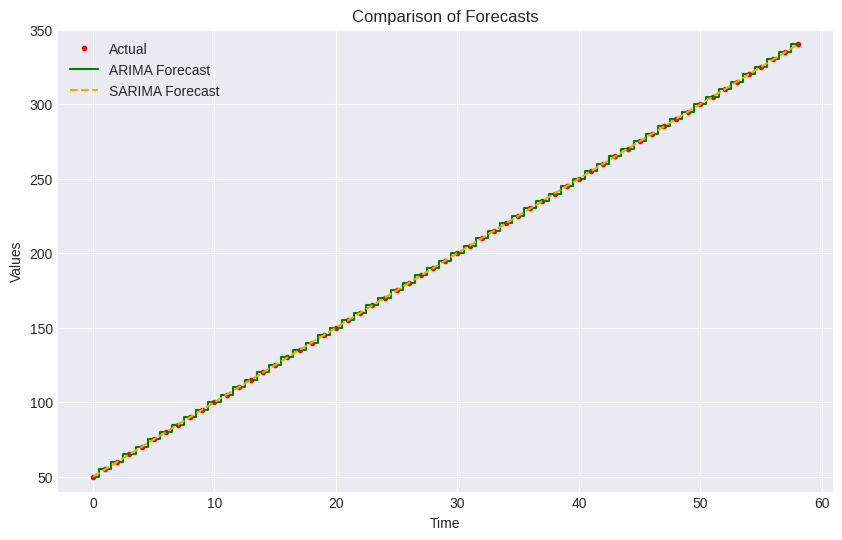 Comparison of Forecasts
Actual
ARIMA Forecast
SARIMA Forecast
350
300
250
200
150
100
50
Values
0 10 20 30 40 50 60
Time